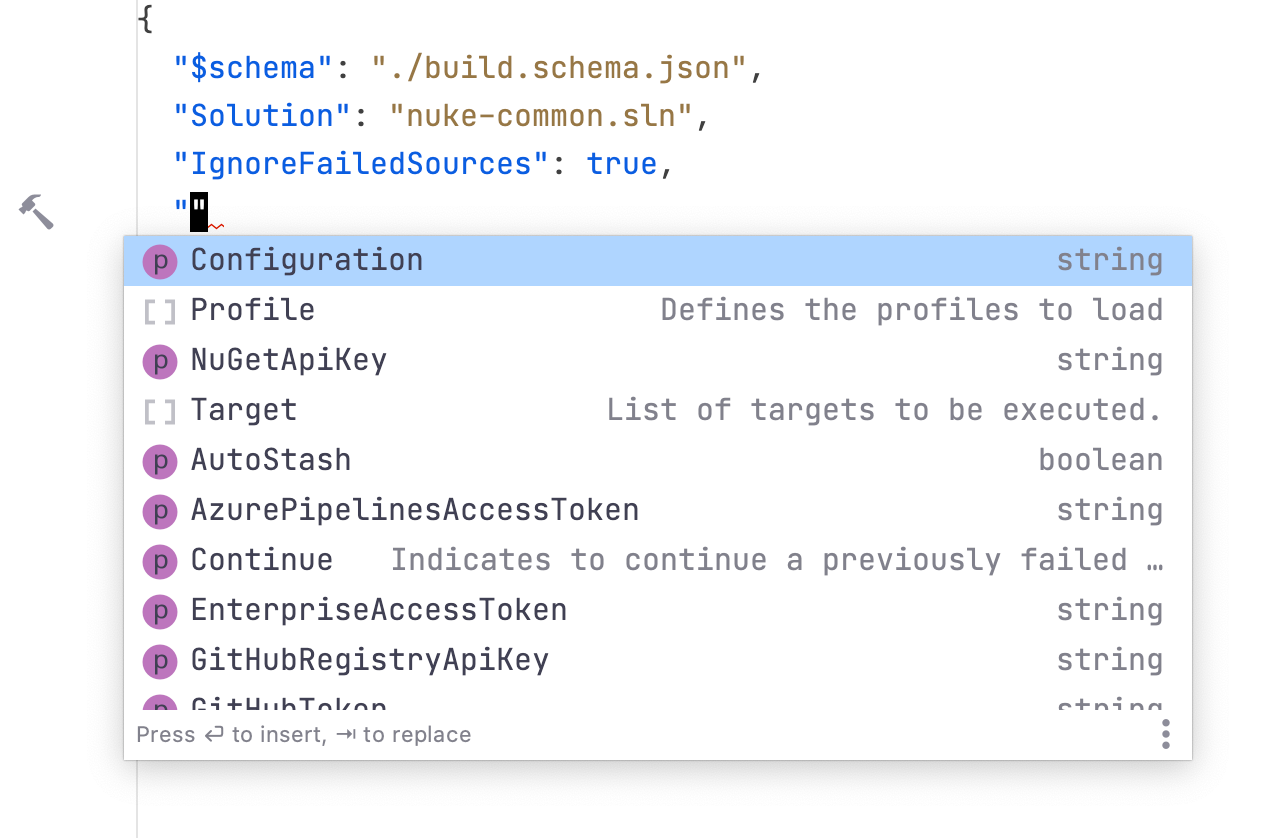 {
"$schema": "./build.schema.json",
"Solution": "nuke-common.sln",
"IgnoreFailedSources": true,
""
p Configuration string
[ ] Profile Defines the profiles to load
p NuGetApiKey string
[ ] Target List of targets to be executed.
p AutoStash boolean
p AzurePipelinesAccessToken string
p Continue Indicates to continue a previously failed …
p EnterpriseAccessToken string
p GitHubRegistryApiKey string
p GitHubToken string
Press ⏎ to insert, ⇥ to replace